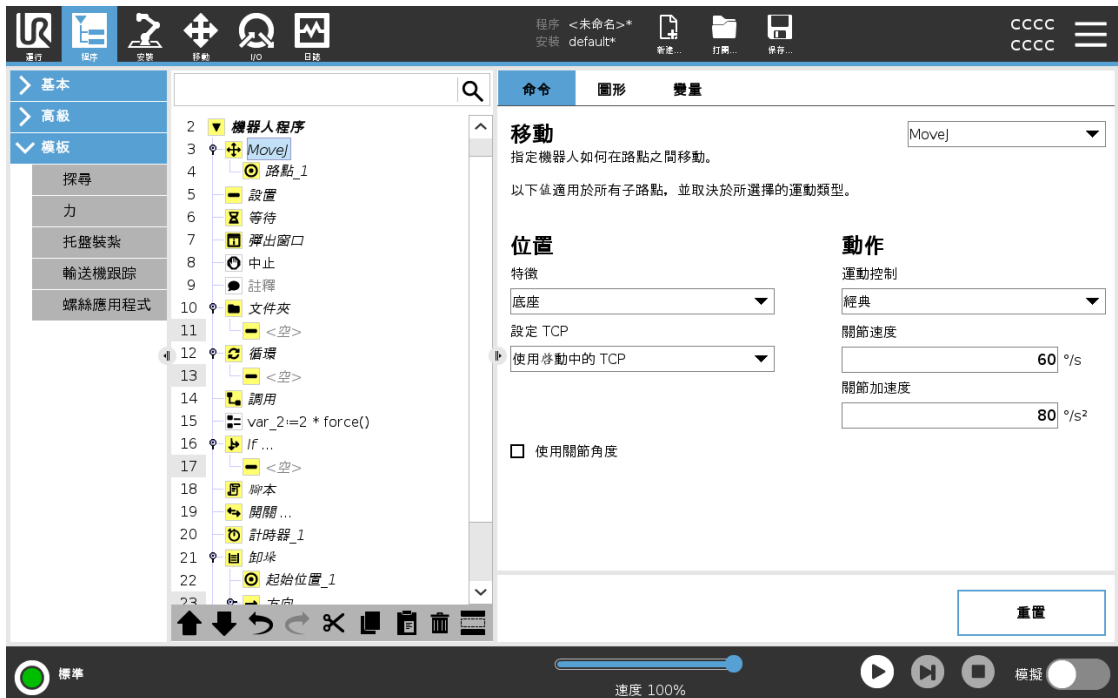 UR
運行
程序
安裝
移動
I/O
日誌
程序 <未命名>*
安裝 default*
新建...
打開...
保存...
cccc
cccc
基本
高級
模板
探尋
力
托盤裝紮
輸送機跟踪
螺絲應用程式
2 機器人程序
3 MoveJ
4 路點_1
5 設置
6 等待
7 彈出窗口
8 中止
9 註釋
10 文件夾
11 <空>
12 循環
13 <空>
14 調用
15 var_2:=2 * force()
16 If ...
17 <空>
18 腳本
19 開關 ...
20 計時器_1
21 卸垛
22 起始位置_1
23 方向
命令
圖形
變量
移動
MoveJ
指定機器人如何在路點之間移動。
以下值適用於所有子路點，並取決於所選擇的運動類型。
位置
動作
特徵
運動控制
底座
經典
設定 TCP
關節速度
使用啓動中的 TCP
60 °/s
關節加速度
80 °/s²
使用關節角度
重置
標準
速度 100%
模擬